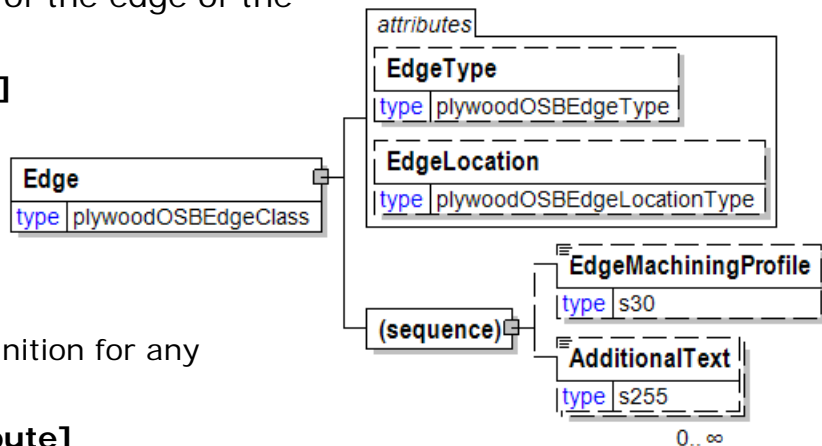 or the edge of the
]
nition for any
bute]
Edge
type plywoodOSBEdgeClass
attributes
EdgeType
type plywoodOSBEdgeType
EdgeLocation
type plywoodOSBEdgeLocationType
(sequence)
EdgeMachiningProfile
type s30
AdditionalText
type s255
0..∞